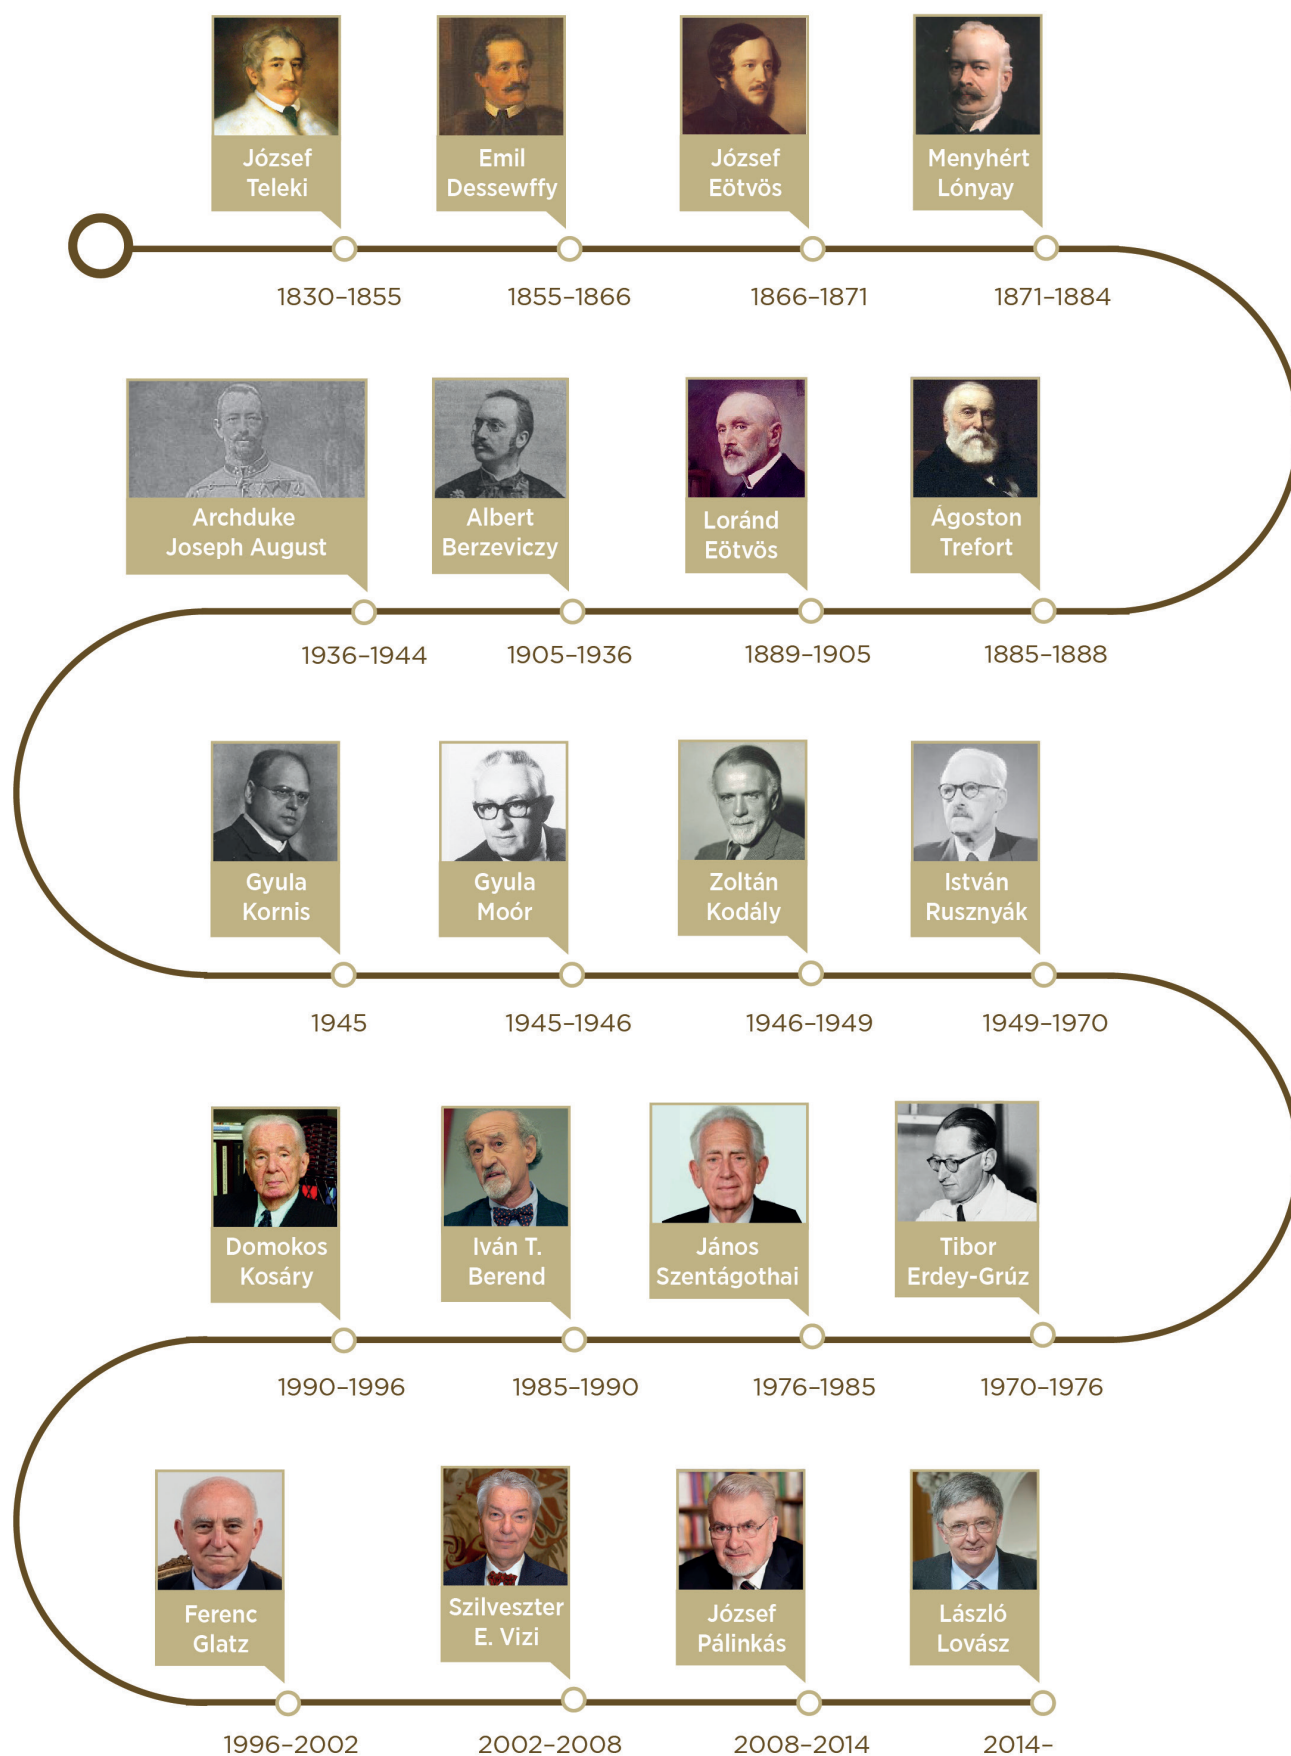 József
Teleki
Emil
Dessewffy
József
Eötvös
Menyhért
Lónyay
1830–1855
1855–1866
1866–1871
1871–1884
Archduke
Joseph August
Albert
Berzeviczy
Loránd
Eötvös
Ágoston
Trefort
1936–1944
1905–1936
1889–1905
1885–1888
Gyula
Kornis
Gyula
Moór
Zoltán
Kodály
István
Rusznyák
1945
1945–1946
1946–1949
1949–1970
Domokos
Kosáry
Iván T.
Berend
János
Szentágothai
Tibor
Erdey-Grúz
1990–1996
1985–1990
1976–1985
1970–1976
Ferenc
Glatz
Szilveszter
E. Vizi
József
Pálinkás
László
Lovász
1996–2002
2002–2008
2008–2014
2014–